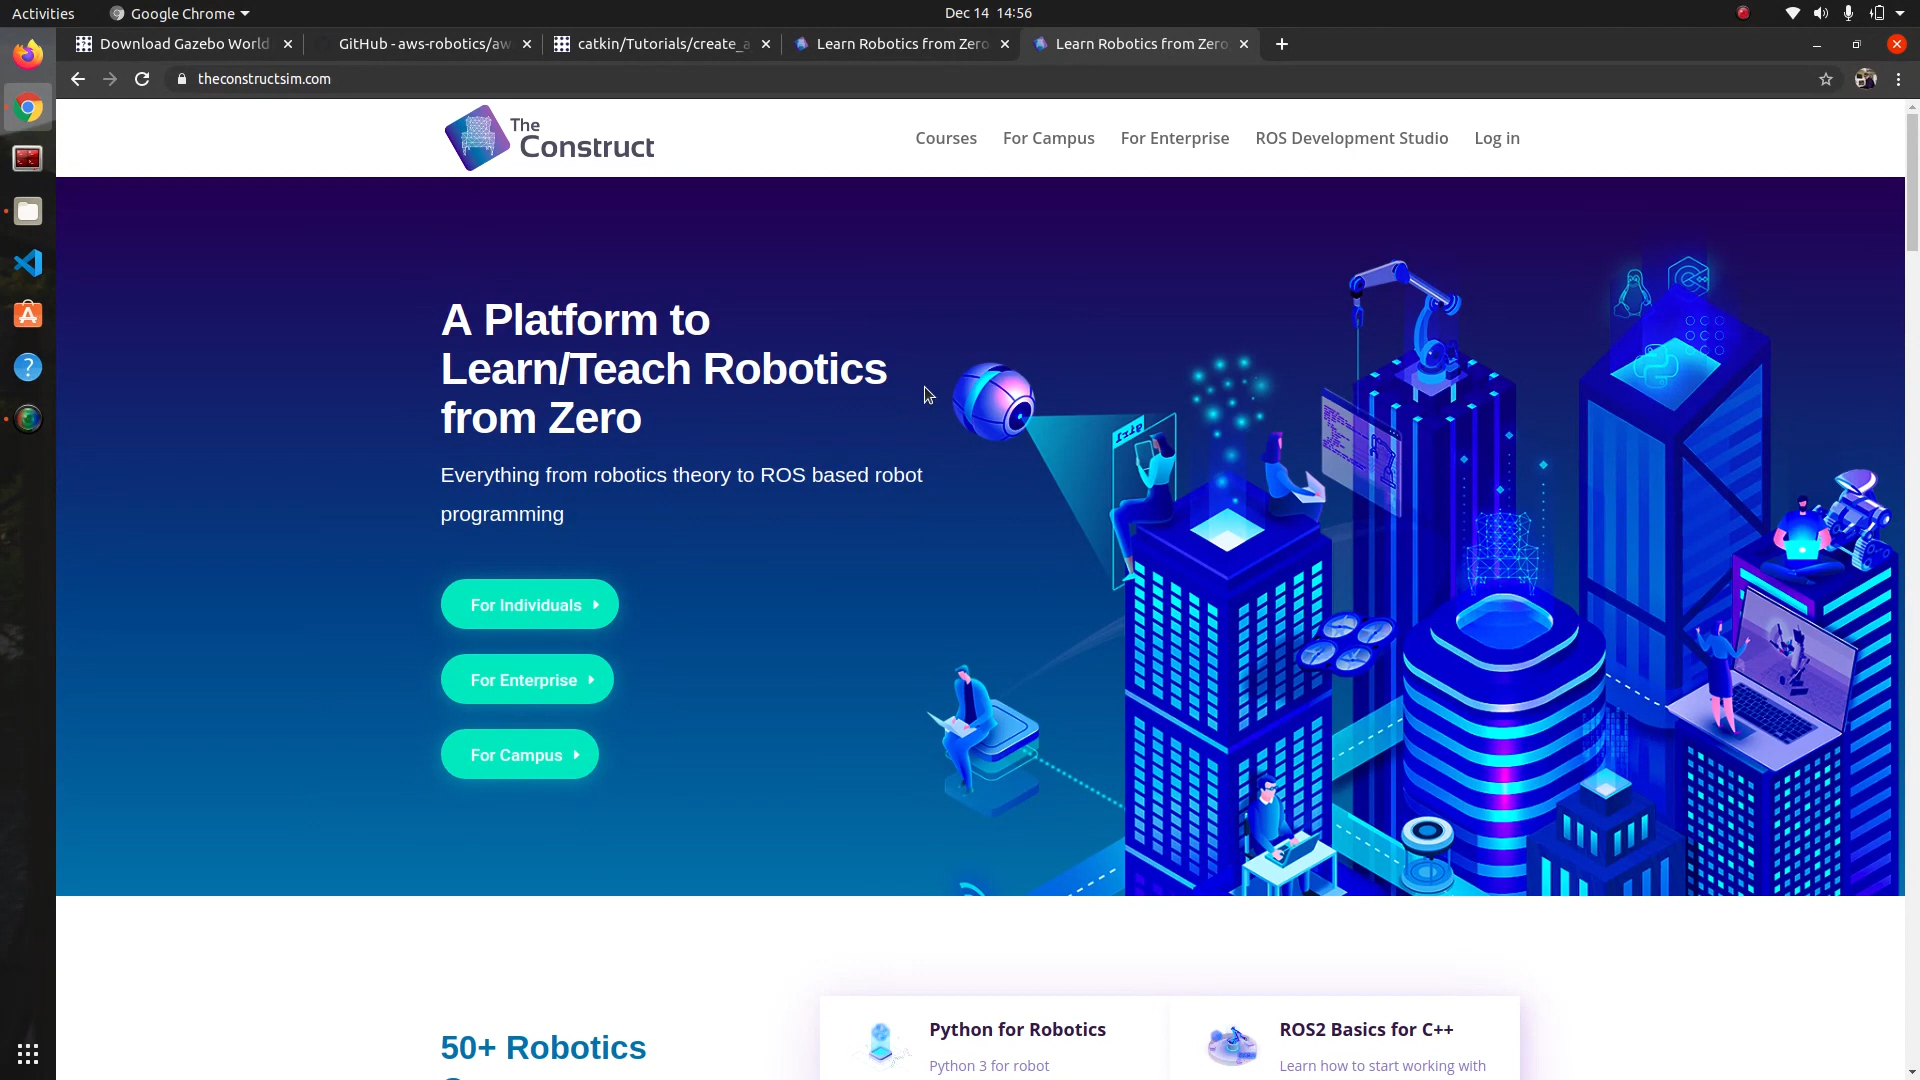 Activities
Google Chrome
Dec 14 14:56
Download Gazebo World
GitHub - aws-robotics/aw
catkin/Tutorials/create_a
Learn Robotics from Zero
Learn Robotics from Zero
theconstructsim.com
The
Construct
Courses
For Campus
For Enterprise
ROS Development Studio
Log in
A Platform to
Learn/Teach Robotics
from Zero
Everything from robotics theory to ROS based robot
programming
For Individuals
For Enterprise
For Campus
50+ Robotics
Python for Robotics
Python 3 for robot
ROS2 Basics for C++
Learn how to start working with